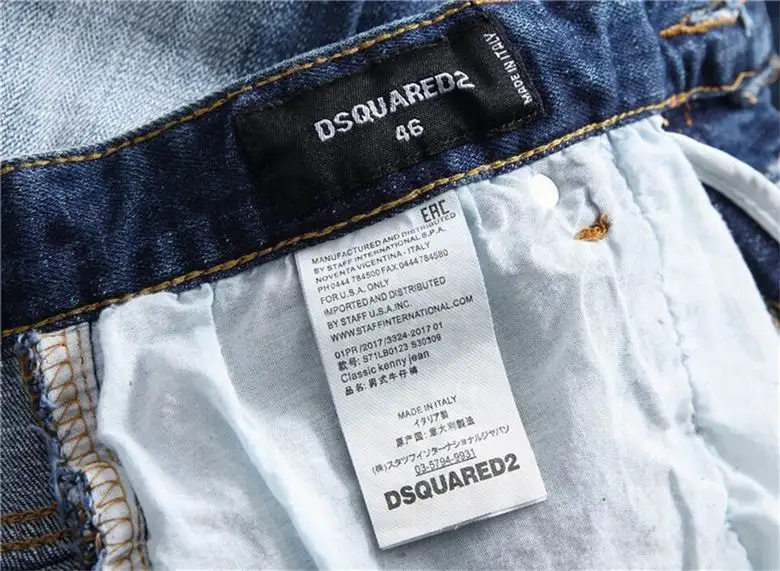 DSQUARED2
46
MADE IN ITALY
EAC
MANUFACTURED AND DISTRIBUTED
BY STAFF INTERNATIONAL S.P.A.
NOVENTA VICENTINA - ITALY
PH0444 784500 FAX 0444784580
FOR U.S.A. ONLY
IMPORTED AND DISTRIBUTED
BY STAFF U.S.A.INC.
WWW.STAFFINTERNATIONAL.COM
01PR /2017/3324-2017 01
款号: S71LB0123 S30309
Classic kenny jean
品名: 男式牛仔裤
MADE IN ITALY
イタリア製
原产国: 意大利製造
(株)スタッフインターナショナルジャパン
03-5794-9931
DSQUARED2